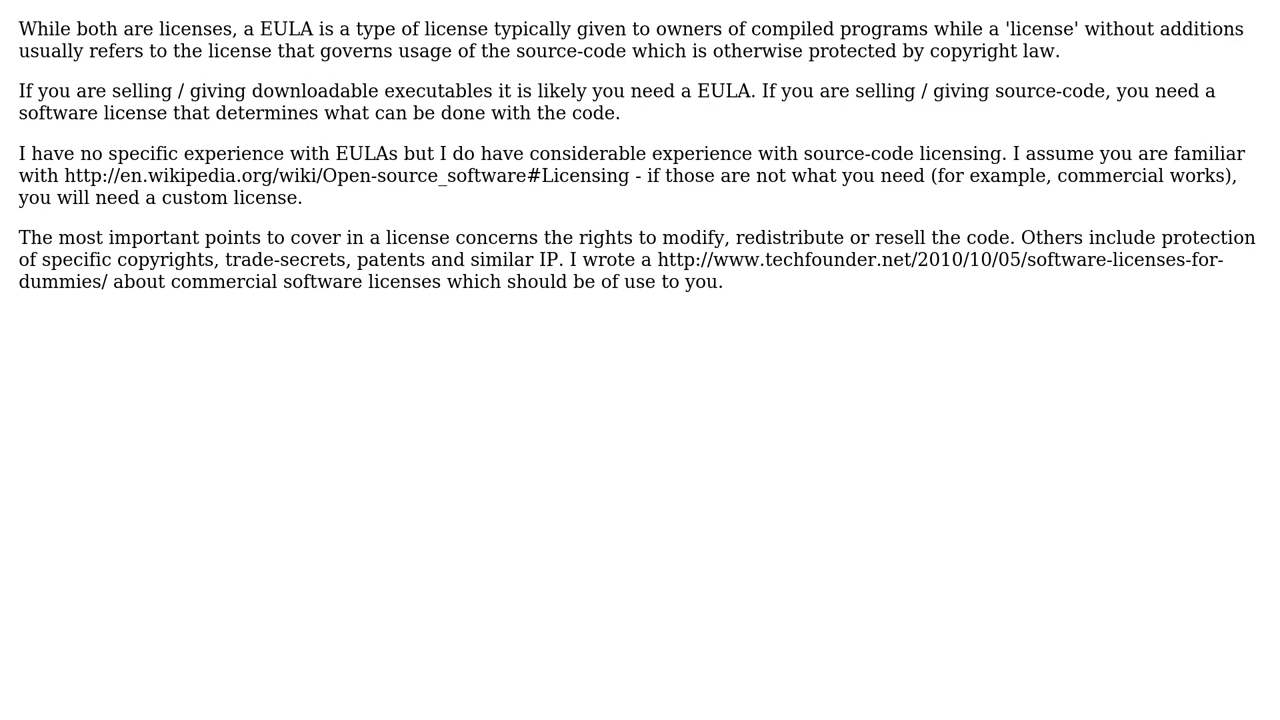 While both are licenses, a EULA is a type of license typically given to owners of compiled programs while a 'license' without additions
usually refers to the license that governs usage of the source-code which is otherwise protected by copyright law.
If you are selling / giving downloadable executables it is likely you need a EULA. If you are selling / giving source-code, you need a
software license that determines what can be done with the code.
I have no specific experience with EULAs but I do have considerable experience with source-code licensing. I assume you are familiar
with http://en.wikipedia.org/wiki/Open-source_software#Licensing - if those are not what you need (for example, commercial works),
you will need a custom license.
The most important points to cover in a license concerns the rights to modify, redistribute or resell the code. Others include protection
of specific copyrights, trade-secrets, patents and similar IP. I wrote a http://www.techfounder.net/2010/10/05/software-licenses-for-
dummies/ about commercial software licenses which should be of use to you.